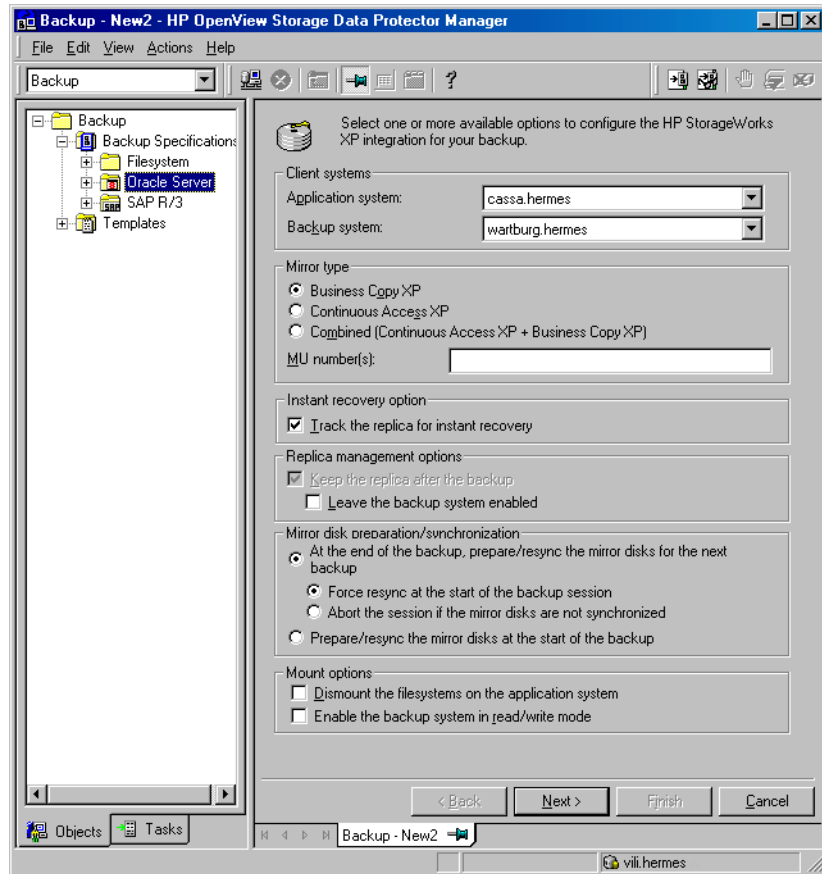 Backup - New2 - HP OpenView Storage Data Protector Manager
File Edit View Actions Help
Backup
Backup
Backup Specifications
Filesystem
Oracle Server
SAP R/3
Templates
Select one or more available options to configure the HP StorageWorks
XP integration for your backup.
Client systems
Application system:
cassa.hermes
Backup system:
wartburg.hermes
Mirror type
Business Copy XP
Continuous Access XP
Combined (Continuous Access XP + Business Copy XP)
MU number(s):
Instant recovery option
Track the replica for instant recovery
Replica management options
Keep the replica after the backup
Leave the backup system enabled
Mirror disk preparation/synchronization
At the end of the backup, prepare/resync the mirror disks for the next
backup
Force resync at the start of the backup session
Abort the session if the mirror disks are not synchronized
Prepare/resync the mirror disks at the start of the backup
Mount options
Dismount the filesystems on the application system
Enable the backup system in read/write mode
< Back
Next >
Finish
Cancel
Objects
Tasks
Backup - New2
vili.hermes